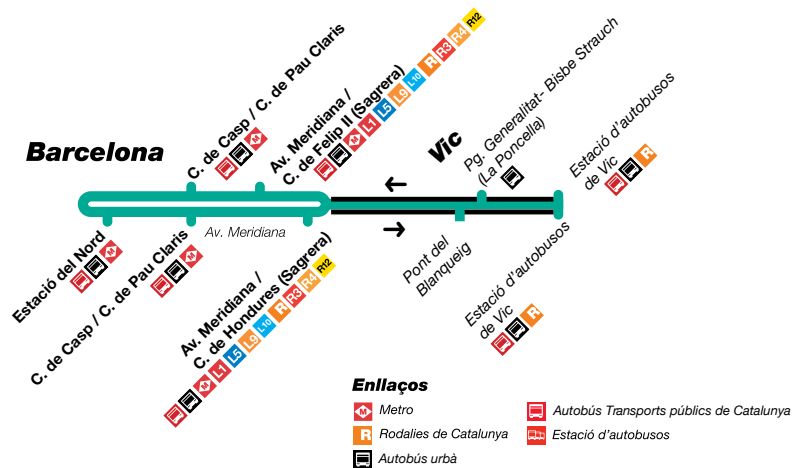 Barcelona
C. de Casp / C. de Pau Claris
M
Av. Meridiana /
C. de Felip II (Sagrera)
M L1 L5 L9 L10 R R3 R4 R12
Vic
Pg. Generalitat- Bisbe Strauch
(La Poncella)
Estació d'autobusos
de Vic
R
Av. Meridiana
Estació del Nord
M
C. de Casp / C. de Pau Claris
M
Av. Meridiana /
C. de Hondures (Sagrera)
M L1 L5 L9 L10 R R3 R4 R12
Pont del
Blanqueig
Estació d'autobusos
de Vic
R
Enllaços
M Metro
R Rodalies de Catalunya
Autobús urbà
Autobús Transports públics de Catalunya
Estació d'autobusos